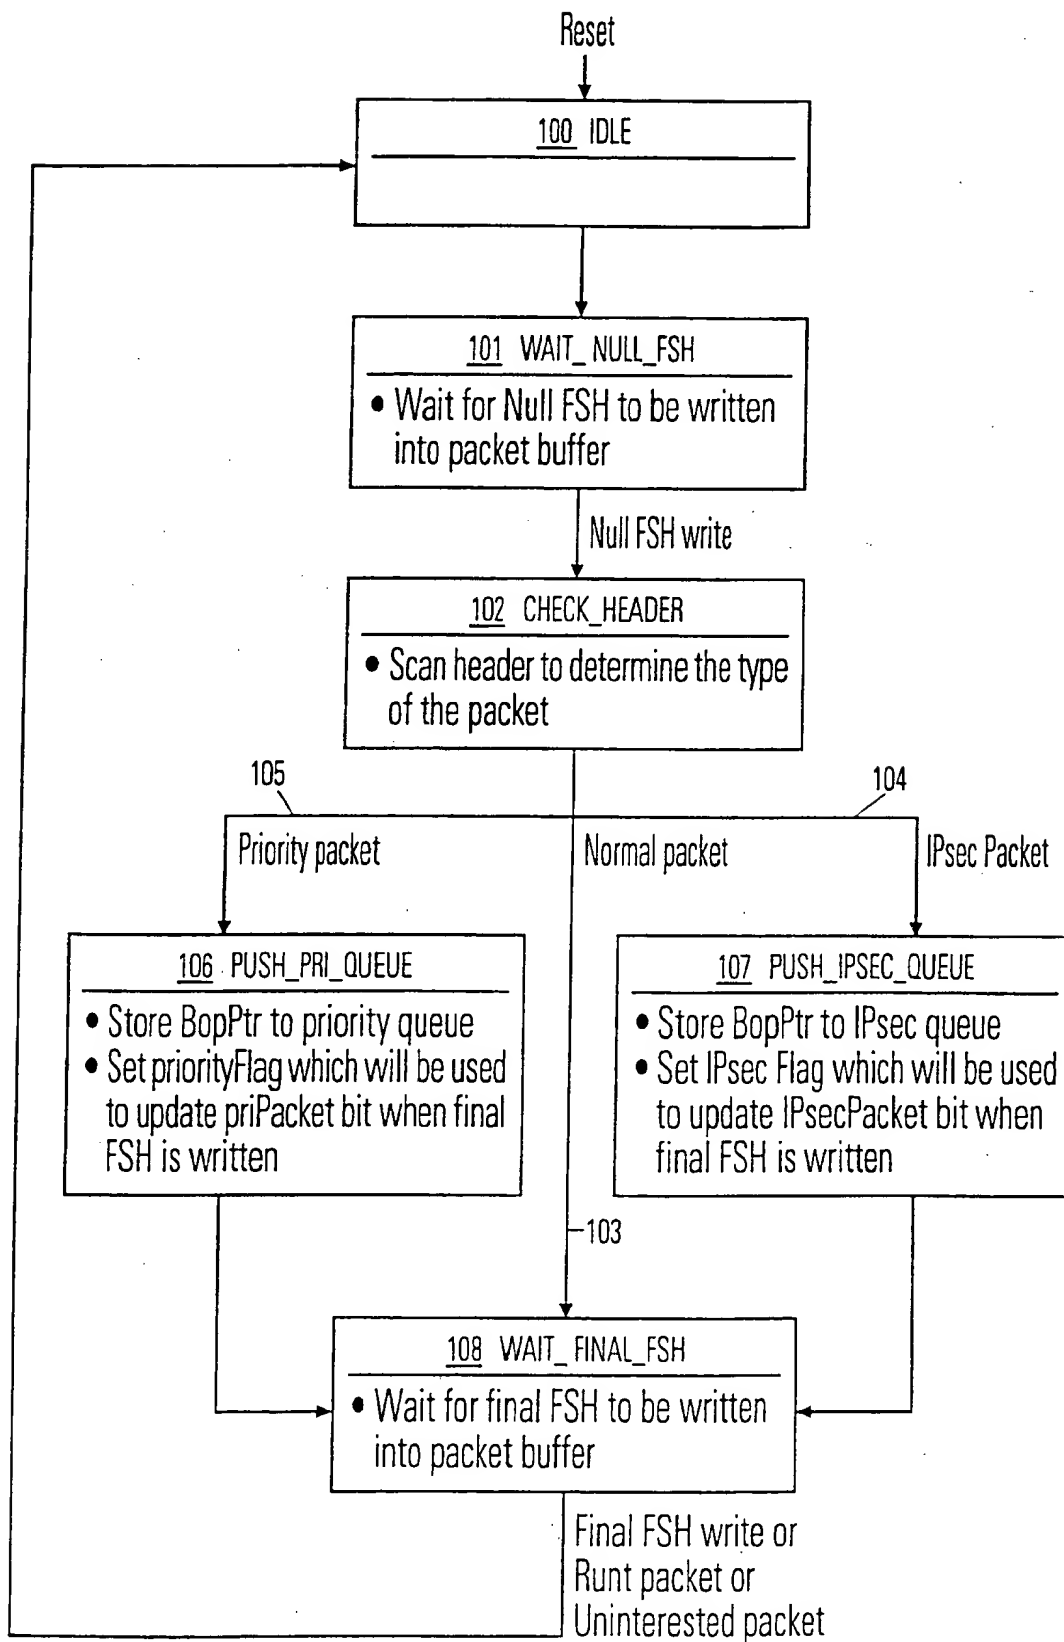 Reset
100 IDLE
101 WAIT_NULL_FSH
• Wait for Null FSH to be written
into packet buffer
Null FSH write
102 CHECK_HEADER
• Scan header to determine the type
of the packet
105
104
Priority packet
Normal packet
IPsec Packet
106 PUSH_PRI_QUEUE
• Store BopPtr to priority queue
• Set priorityFlag which will be used
to update priPacket bit when final
FSH is written
107 PUSH_IPSEC_QUEUE
• Store BopPtr to IPsec queue
• Set IPsec Flag which will be used
to update IPsecPacket bit when
final FSH is written
103
108 WAIT_FINAL_FSH
• Wait for final FSH to be written
into packet buffer
Final FSH write or
Runt packet or
Uninterested packet